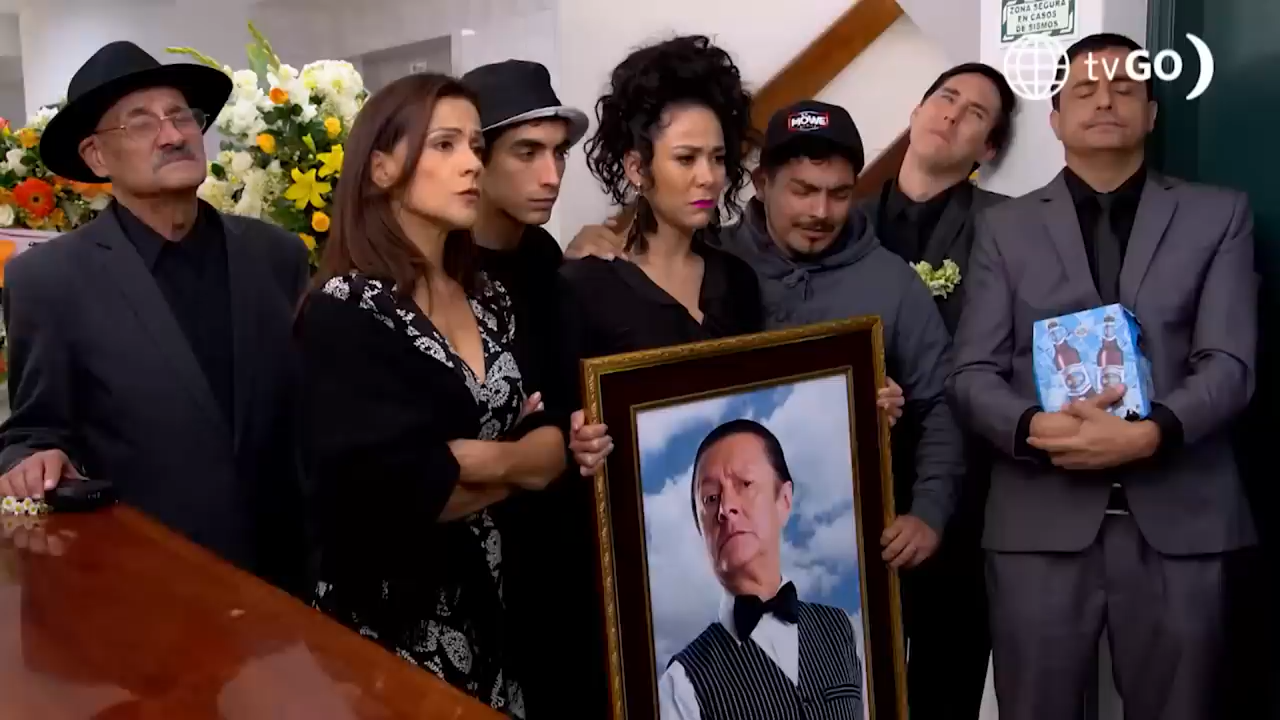 ZONA SEGURA
EN CASOS
DE SISMOS
tvGO
MOWE